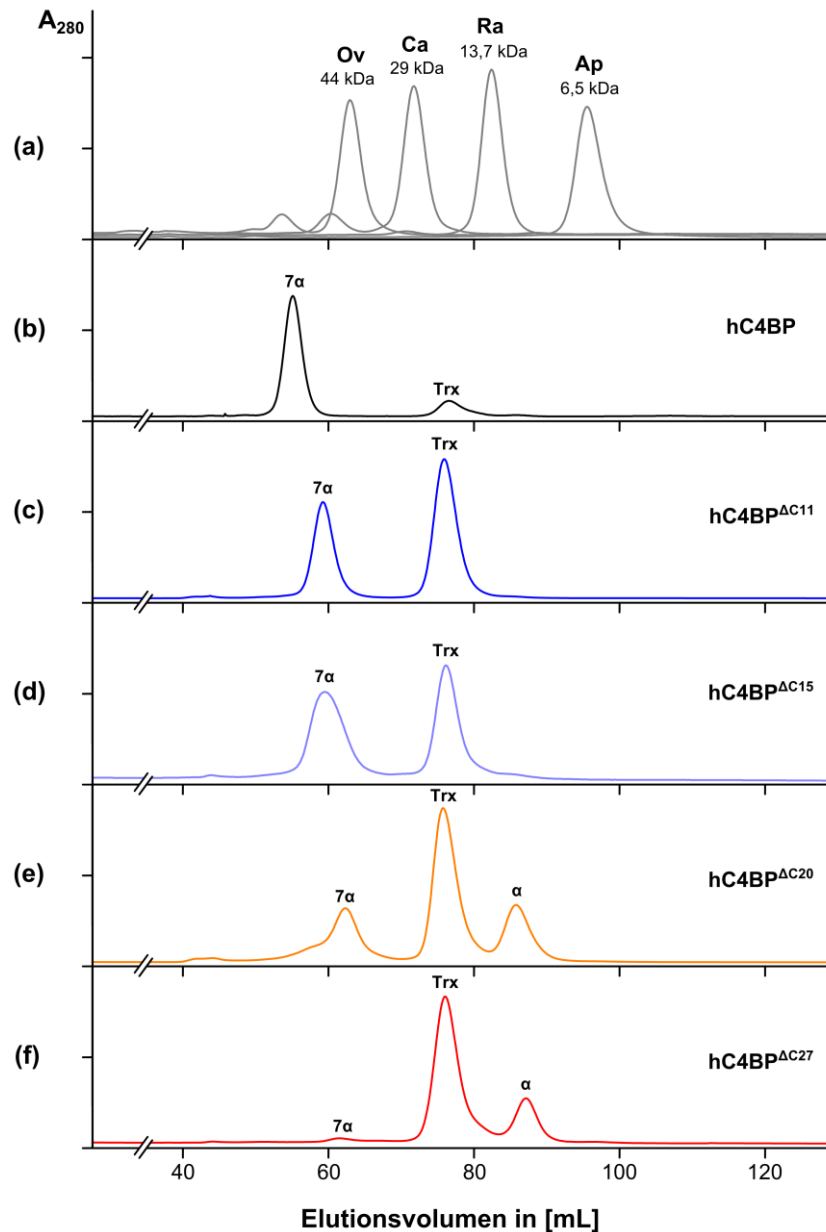 A280
Ov
44 kDa
Ca
29 kDa
Ra
13,7 kDa
Ap
6,5 kDa
(a)
7α
Trx
hC4BP
(b)
7α
Trx
hC4BPΔC11
(c)
7α
Trx
hC4BPΔC15
(d)
7α
Trx
α
hC4BPΔC20
(e)
7α
Trx
α
hC4BPΔC27
(f)
40 60 80 100 120
Elutionsvolumen in [mL]